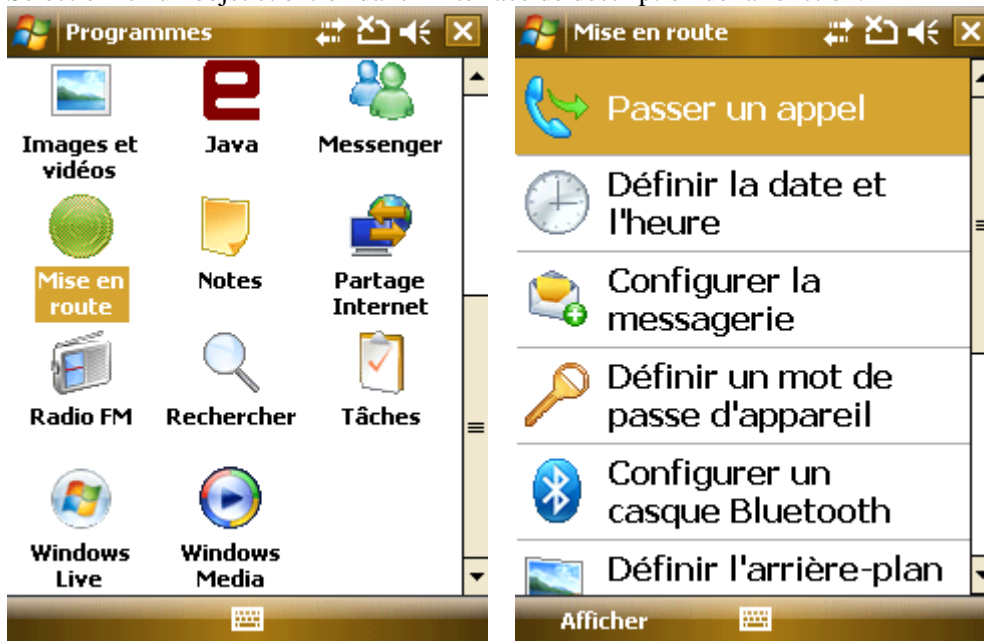 Programmes
Images et vidéos
Java
Messenger
Mise en route
Notes
Partage Internet
Radio FM
Rechercher
Tâches
Windows Live
Windows Media
Mise en route
Passer un appel
Définir la date et
l'heure
Configurer la
messagerie
Définir un mot de
passe d'appareil
Configurer un
casque Bluetooth
Définir l'arrière-plan
Afficher